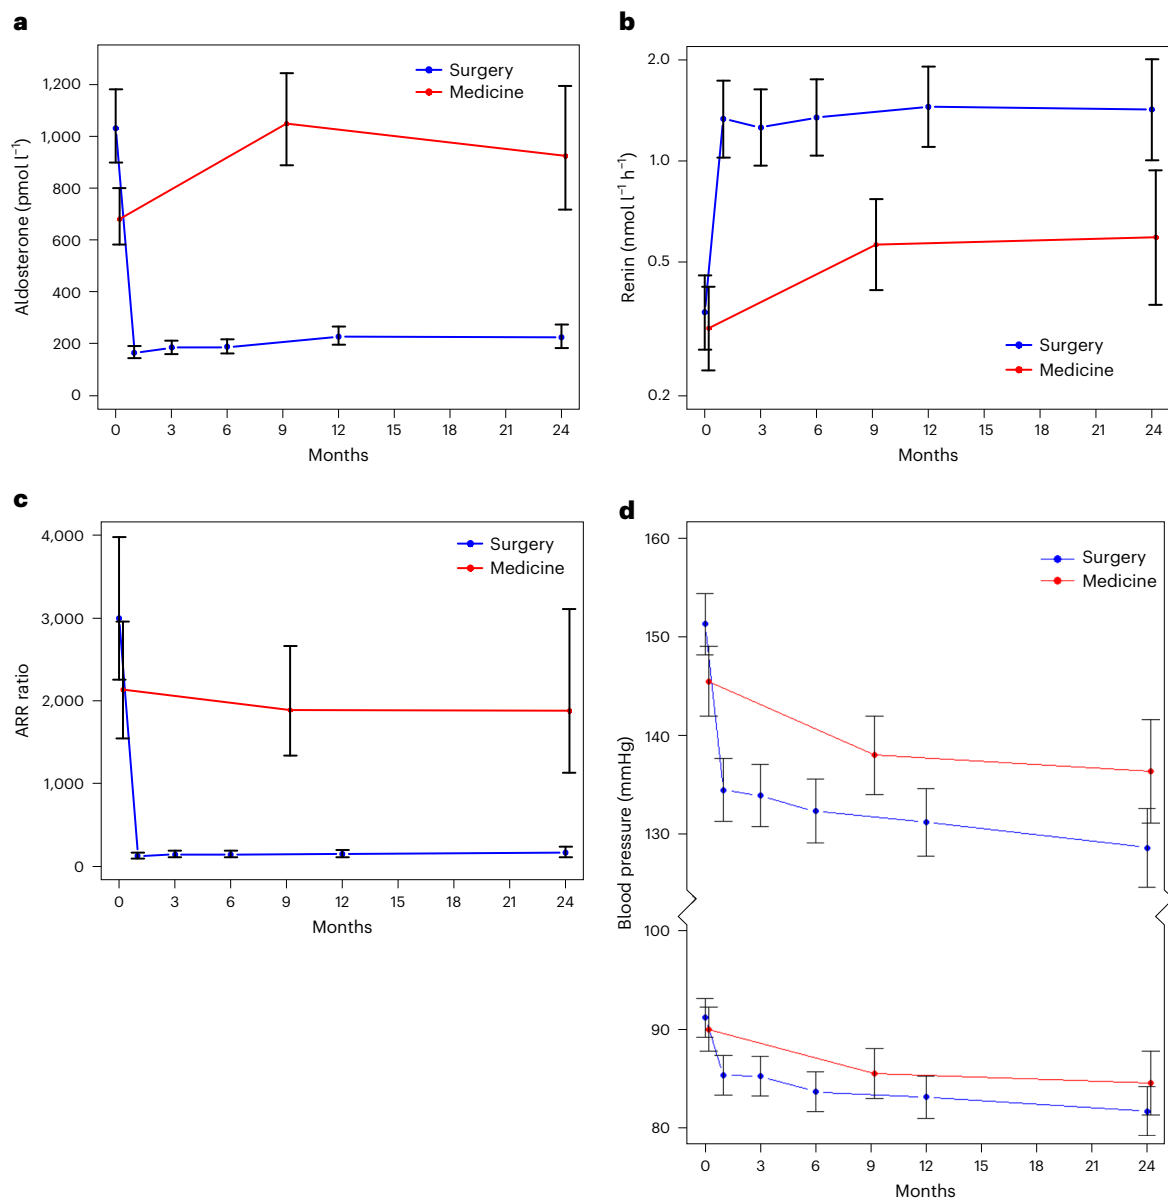 a
Aldosterone (pmol l⁻¹)
1,200
1,000
800
600
400
200
0
Surgery
Medicine
0 3 6 9 12 15 18 21 24
Months
b
Renin (nmol l⁻¹ h⁻¹)
2.0
1.0
0.5
0.2
Surgery
Medicine
0 3 6 9 12 15 18 21 24
Months
c
ARR ratio
4,000
3,000
2,000
1,000
0
Surgery
Medicine
0 3 6 9 12 15 18 21 24
Months
d
Blood pressure (mmHg)
160
150
140
130
100
90
80
Surgery
Medicine
0 3 6 9 12 15 18 21 24
Months